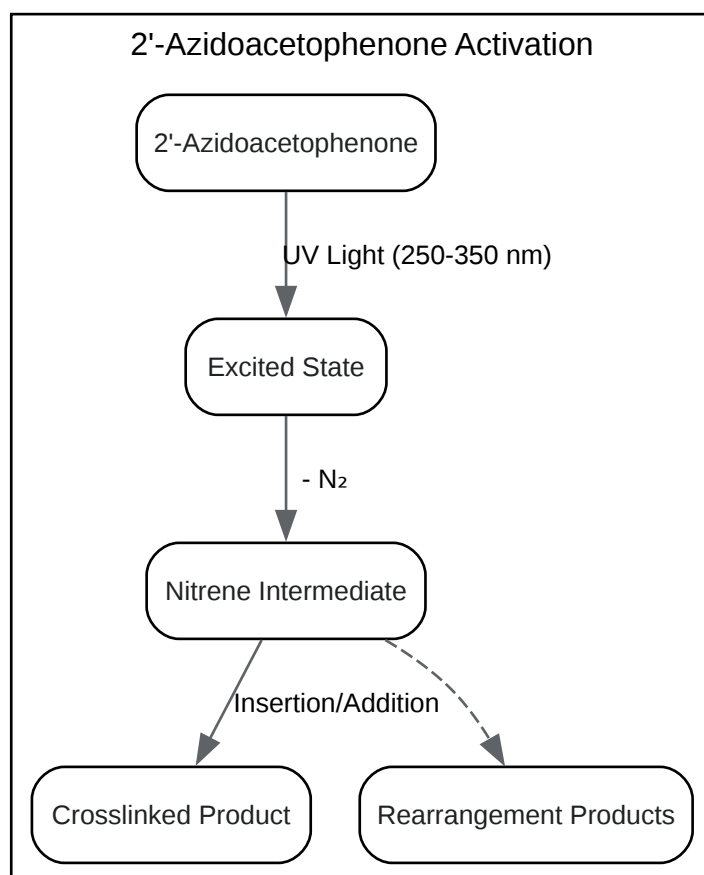 2'-Azidoacetophenone Activation
2'-Azidoacetophenone
UV Light (250-350 nm)
Excited State
- N₂
Nitrene Intermediate
Insertion/Addition
Crosslinked Product
Rearrangement Products